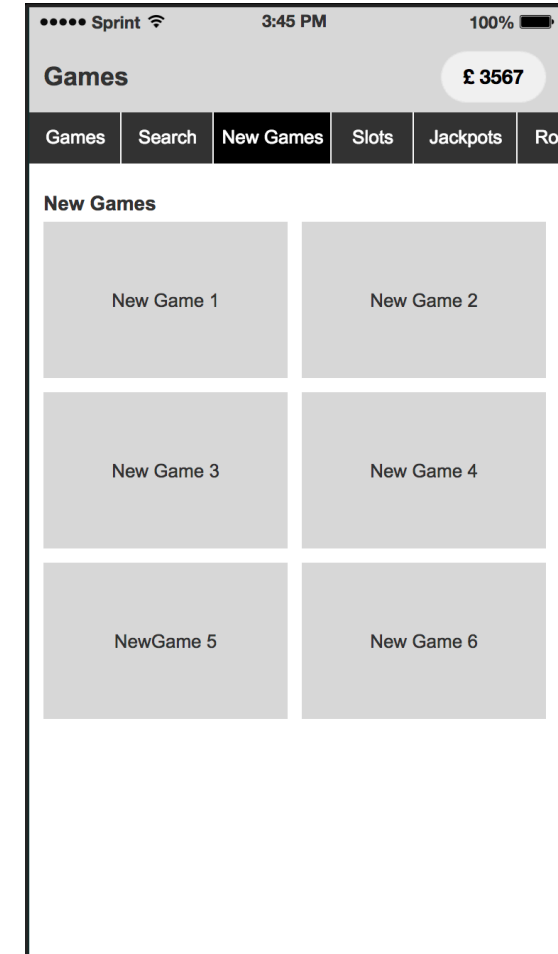 Sprint 3:45 PM 100%
Games £ 3567
Games Search New Games Slots Jackpots Ro
New Games
New Game 1 New Game 2
New Game 3 New Game 4
NewGame 5 New Game 6